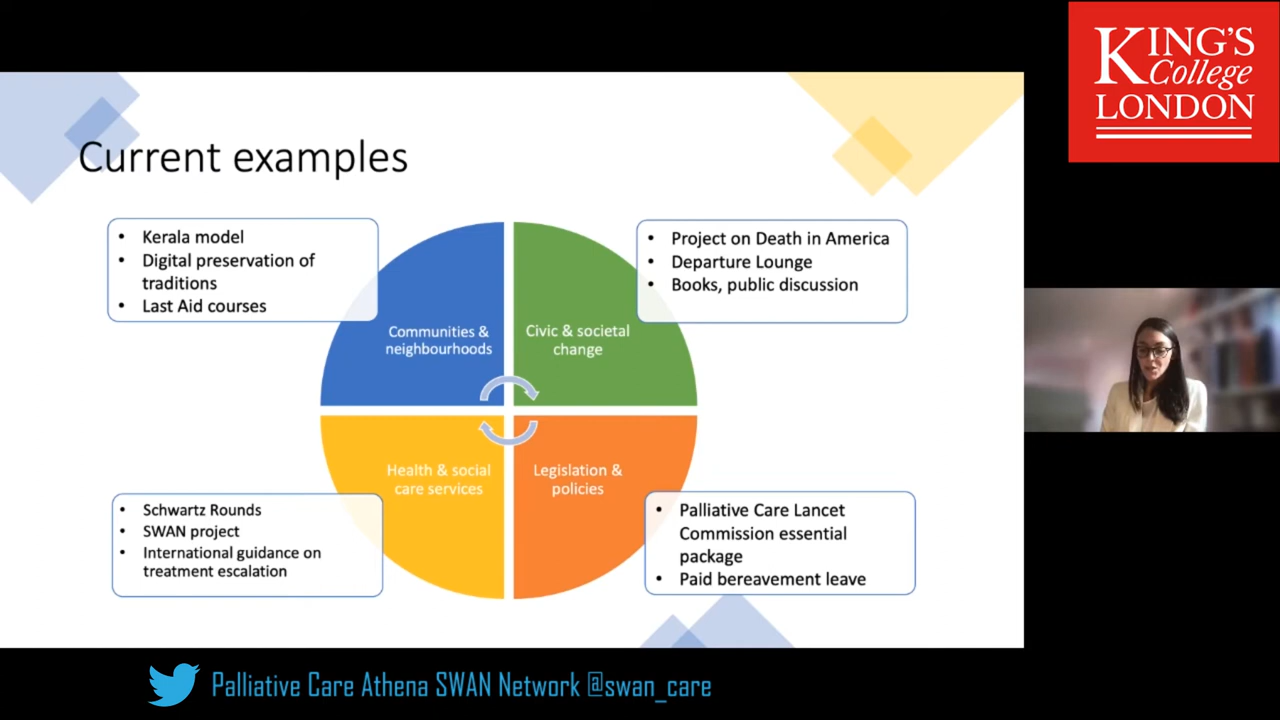 KING'S
College
LONDON
Current examples
• Kerala model
• Digital preservation of
traditions
• Last Aid courses
• Project on Death in America
• Departure Lounge
• Books, public discussion
Communities &
neighbourhoods
Civic & societal
change
Health & social
care services
Legislation &
policies
• Schwartz Rounds
• SWAN project
• International guidance on
treatment escalation
• Palliative Care Lancet
Commission essential
package
• Paid bereavement leave
Palliative Care Athena SWAN Network @swan_care